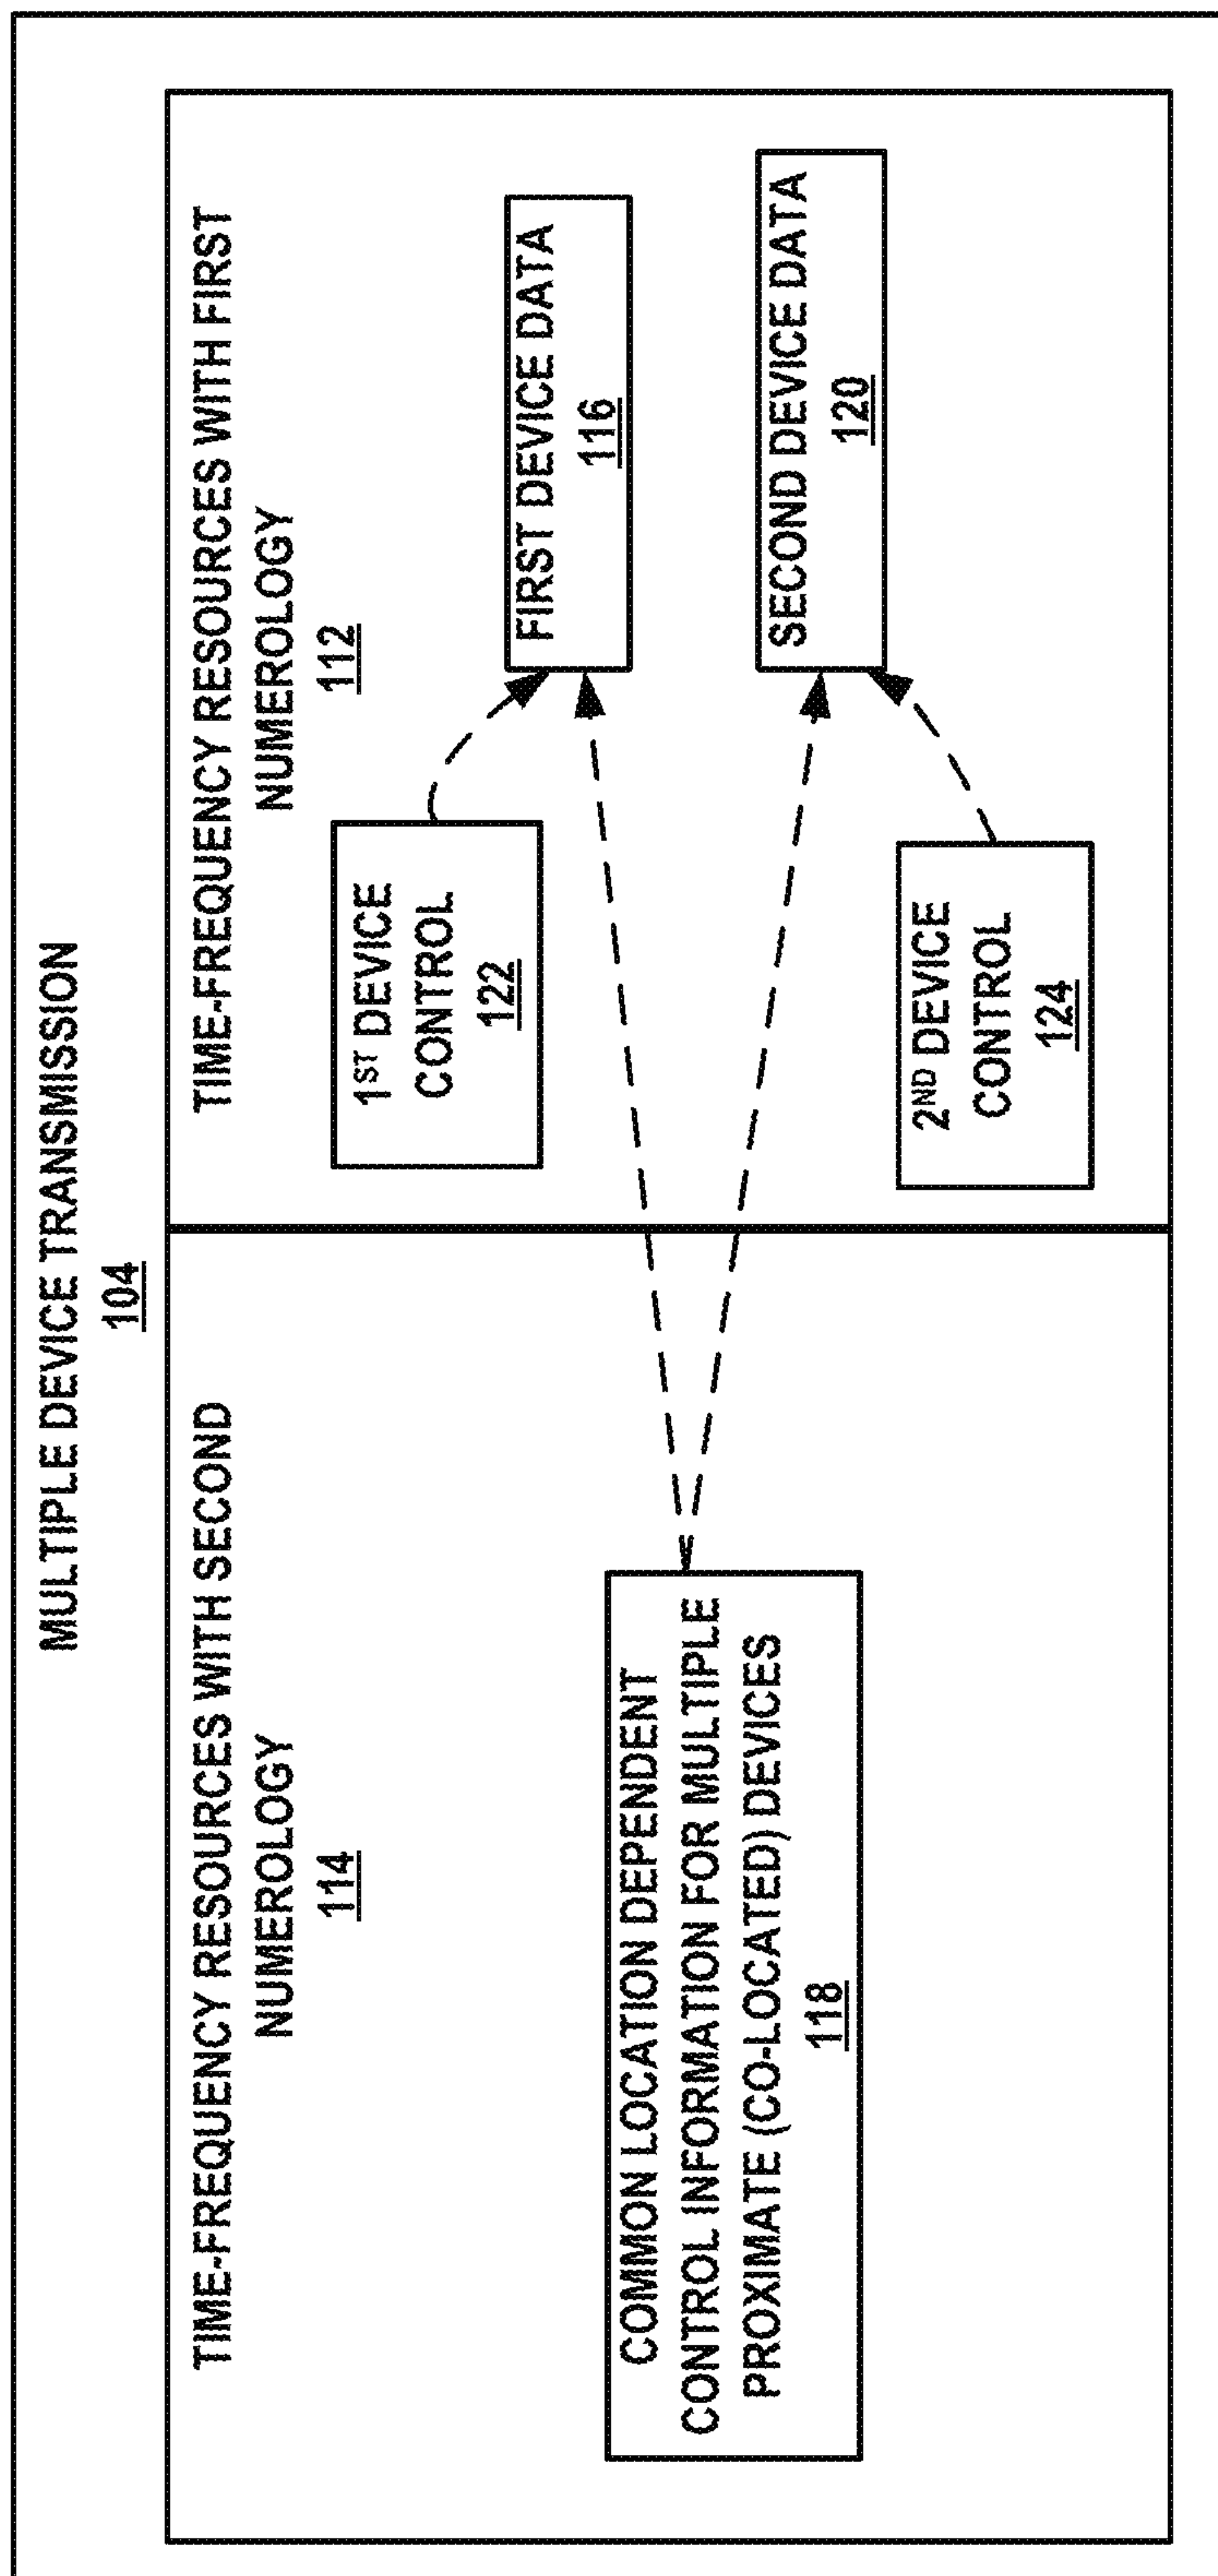 MULTIPLE DEVICE TRANSMISSION
104
TIME-FREQUENCY RESOURCES WITH SECOND
NUMEROLOGY
114
COMMON LOCATION DEPENDENT
CONTROL INFORMATION FOR MULTIPLE
PROXIMATE (CO-LOCATED) DEVICES
118
TIME-FREQUENCY RESOURCES WITH FIRST
NUMEROLOGY
112
1ST DEVICE
CONTROL
122
FIRST DEVICE DATA
116
SECOND DEVICE DATA
120
2ND DEVICE
CONTROL
124